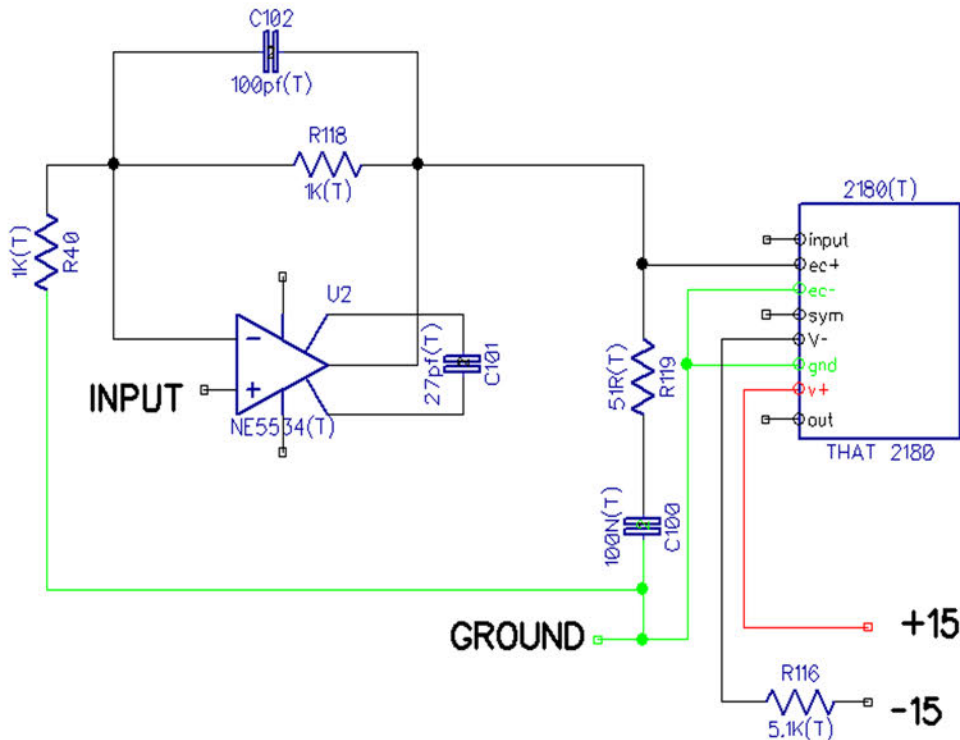 C102
100pf(T)
R118
1K(T)
1K(T)
R40
2180(T)
input
ec+
ec-
sym
V-
gnd
v+
out
THAT 2180
U2
-
+
INPUT
NE5534(T)
27pf(T)
C101
51R(T)
R119
100N(T)
C100
GROUND
+15
R116
5.1K(T)
-15